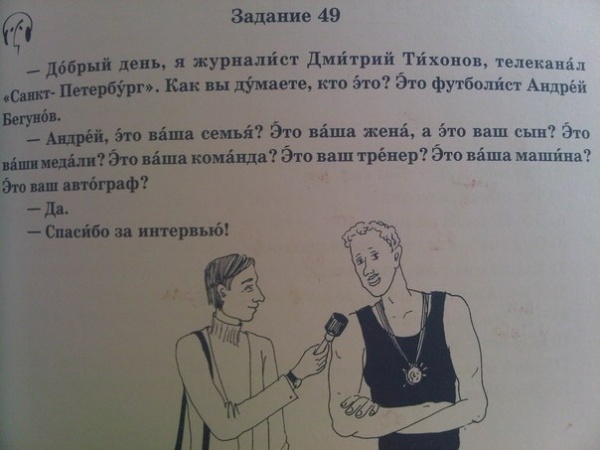 Задание 49
— До́брый день, я журнали́ст Дми́трий Ти́хонов, телекана́л
«Санкт- Петербу́рг». Как вы ду́маете, кто э́то? Э́то футболи́ст Андре́й
Бегуно́в.
— Андре́й, э́то ва́ша семья́? Э́то ва́ша жена́, а э́то ваш сын? Э́то
ва́ши меда́ли? Э́то ва́ша кома́нда? Э́то ваш тре́нер? Э́то ва́ша маши́на?
Э́то ваш авто́граф?
— Да.
— Спаси́бо за интервью́!